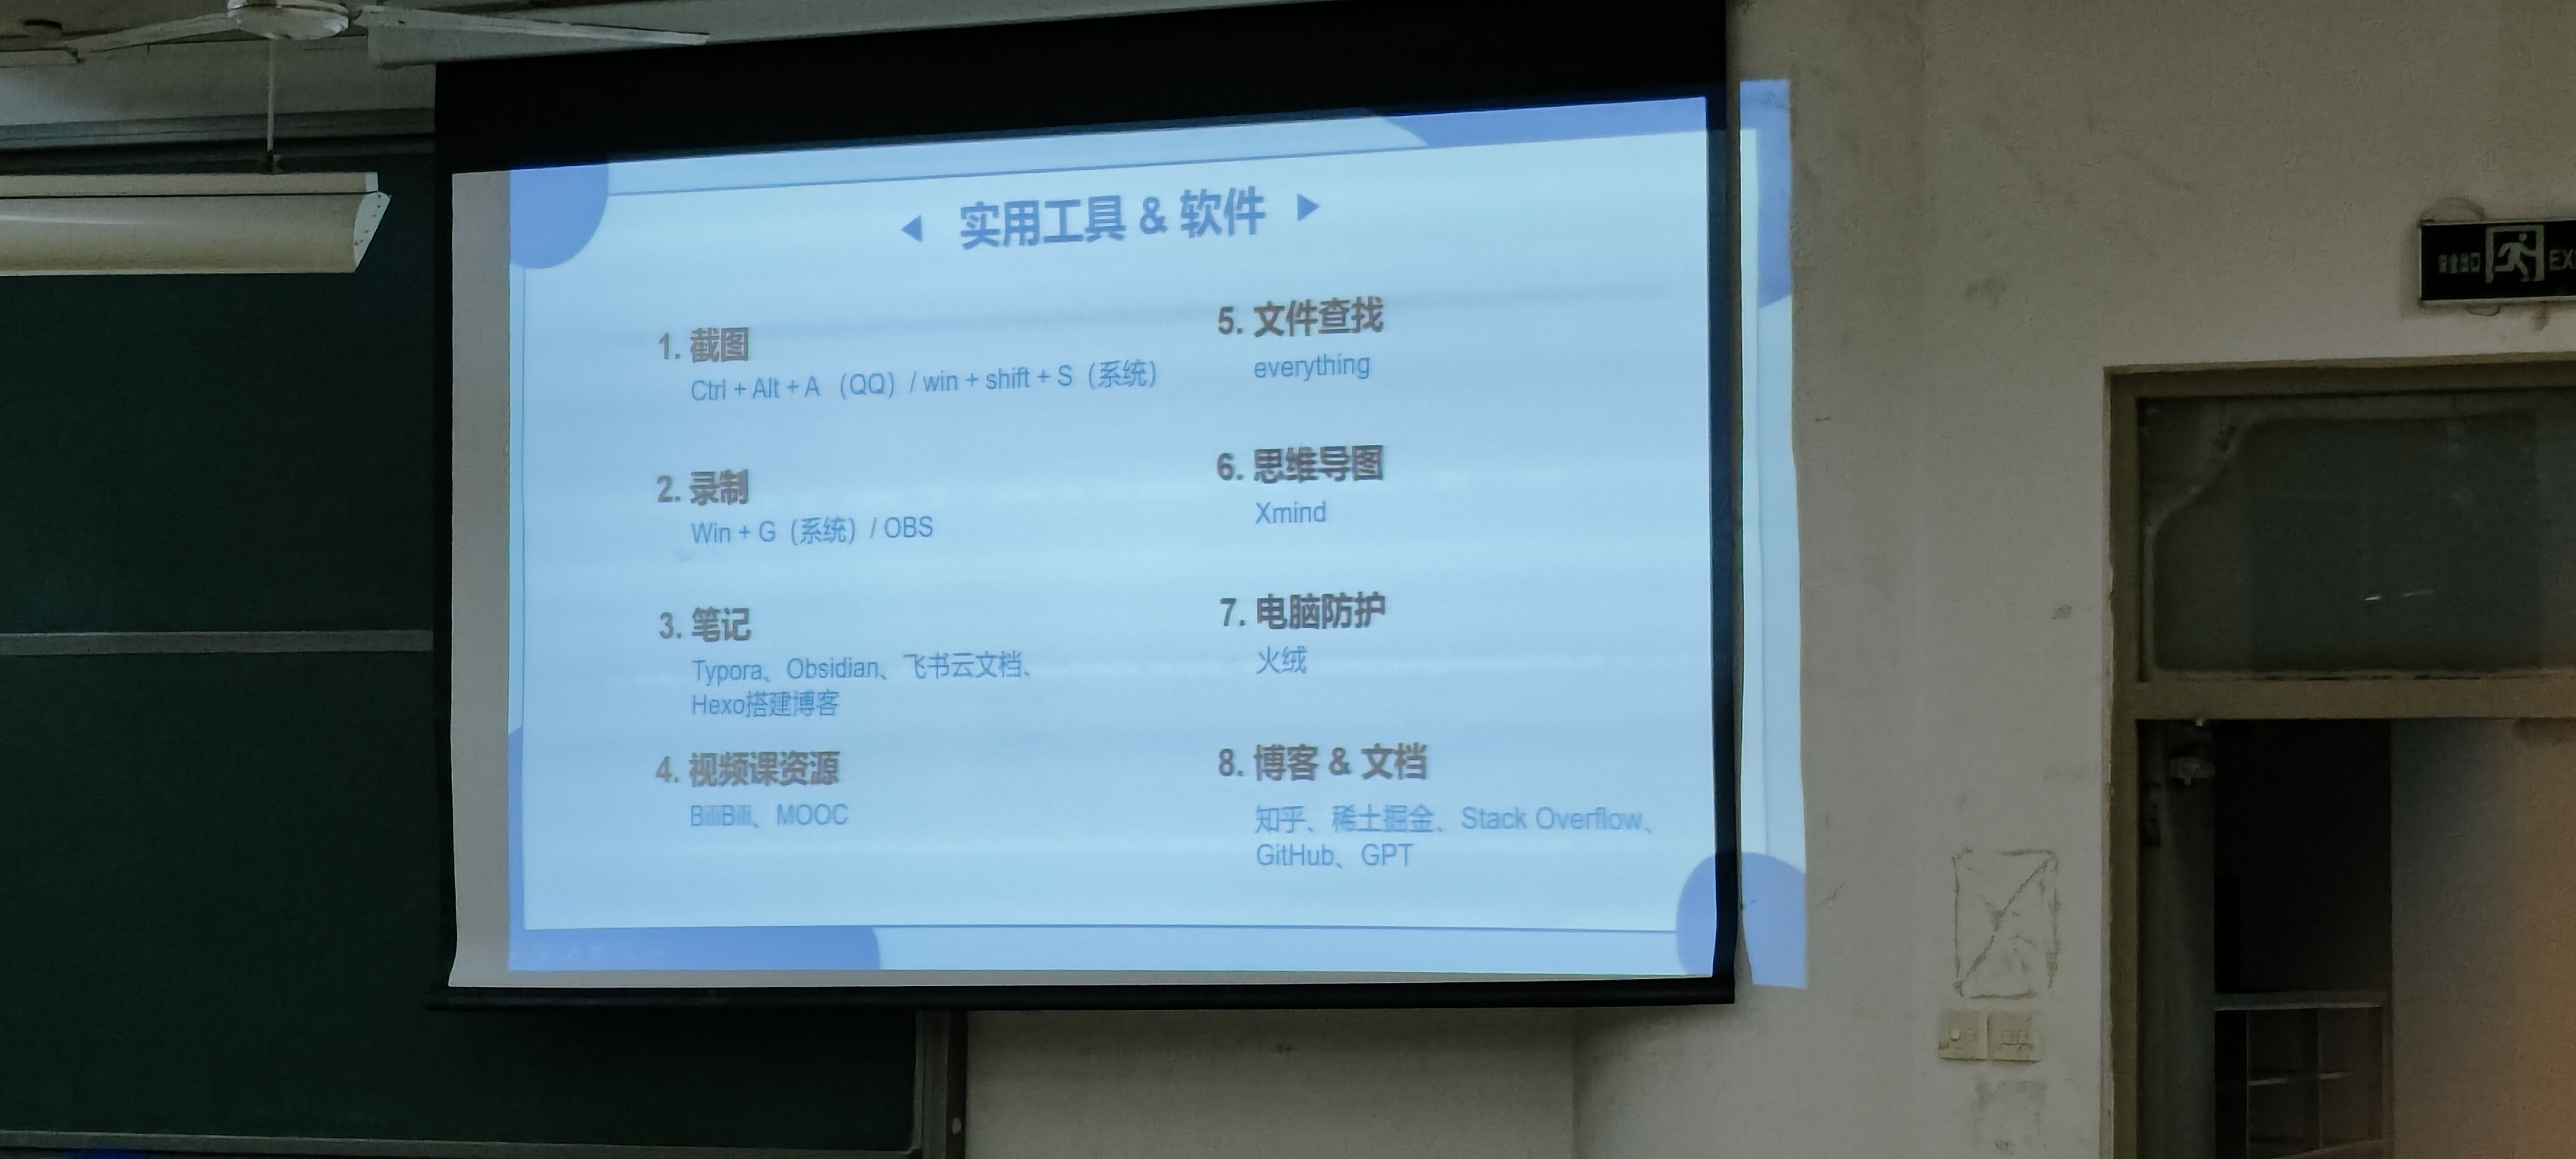 实用工具 & 软件
1. 截图
Ctrl + Alt + A （QQ）/ win + shift + S（系统）
2. 录制
Win + G（系统）/ OBS
3. 笔记
Typora、Obsidian、飞书云文档、
Hexo搭建博客
4. 视频课资源
BiliBili、MOOC
5. 文件查找
everything
6. 思维导图
Xmind
7. 电脑防护
火绒
8. 博客 & 文档
知乎、稀土掘金、Stack Overflow、
GitHub、GPT
EX